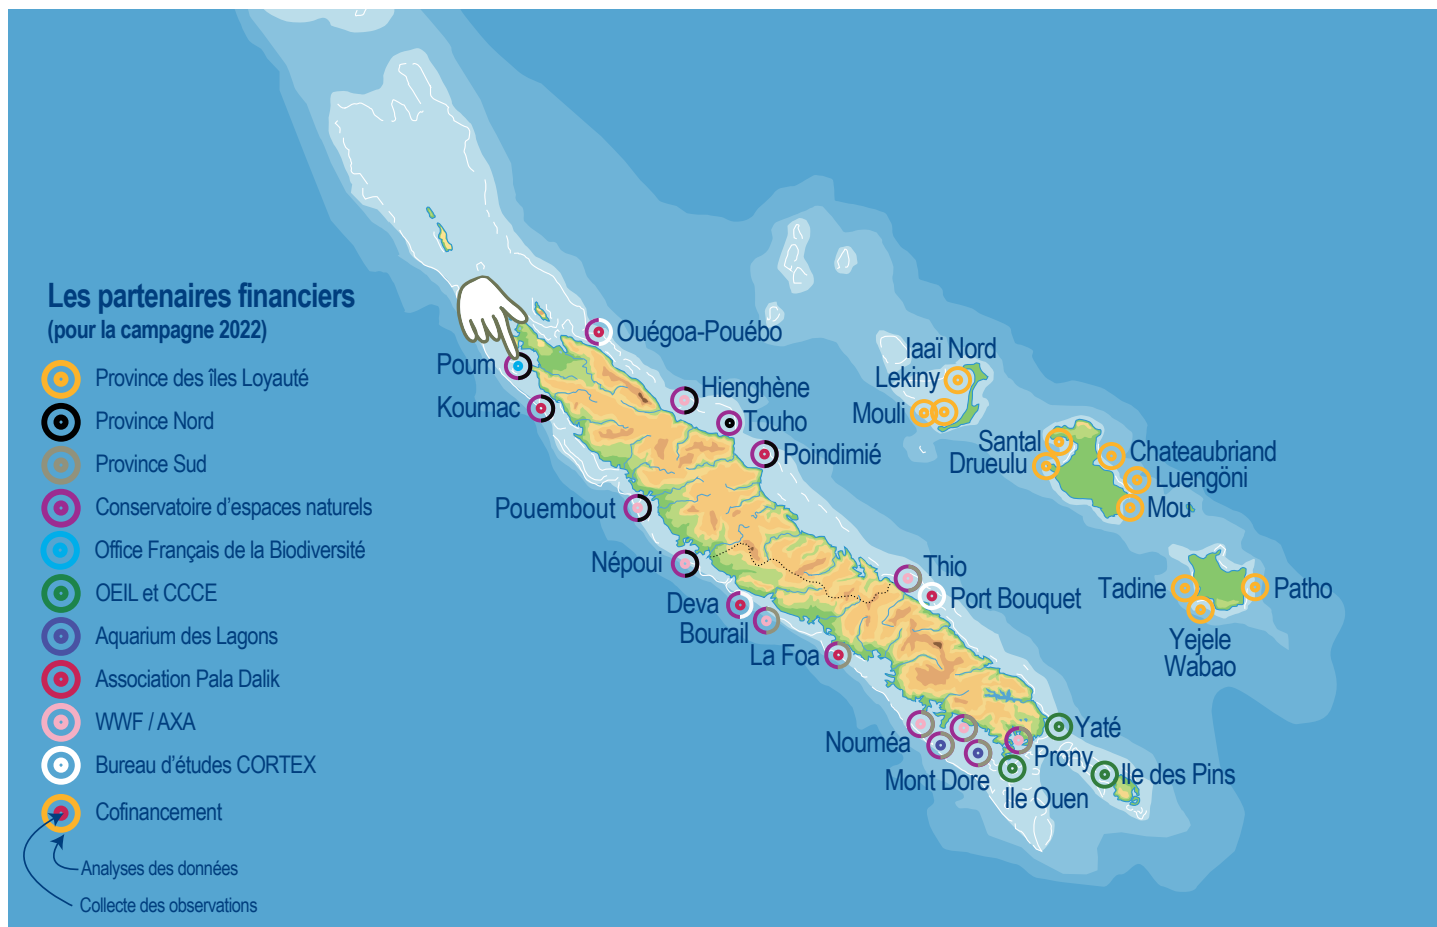 Les partenaires financiers
(pour la campagne 2022)
Province des îles Loyauté
Province Nord
Province Sud
Conservatoire d'espaces naturels
Office Français de la Biodiversité
OEIL et CCCE
Aquarium des Lagons
Association Pala Dalik
WWF / AXA
Bureau d'études CORTEX
Cofinancement
Analyses des données
Collecte des observations
Ouégoa-Pouébo
Poum
Koumac
Hienghène
Touho
Poindimié
Pouembout
Népoui
Deva
Bourail
La Foa
Thio
Port Bouquet
Nouméa
Mont Dore
Prony
Yaté
Ile Ouen
Ile des Pins
Iaaï Nord
Lekiny
Mouli
Santal
Drueulu
Chateaubriand
Luengöni
Mou
Tadine
Patho
Yejele
Wabao